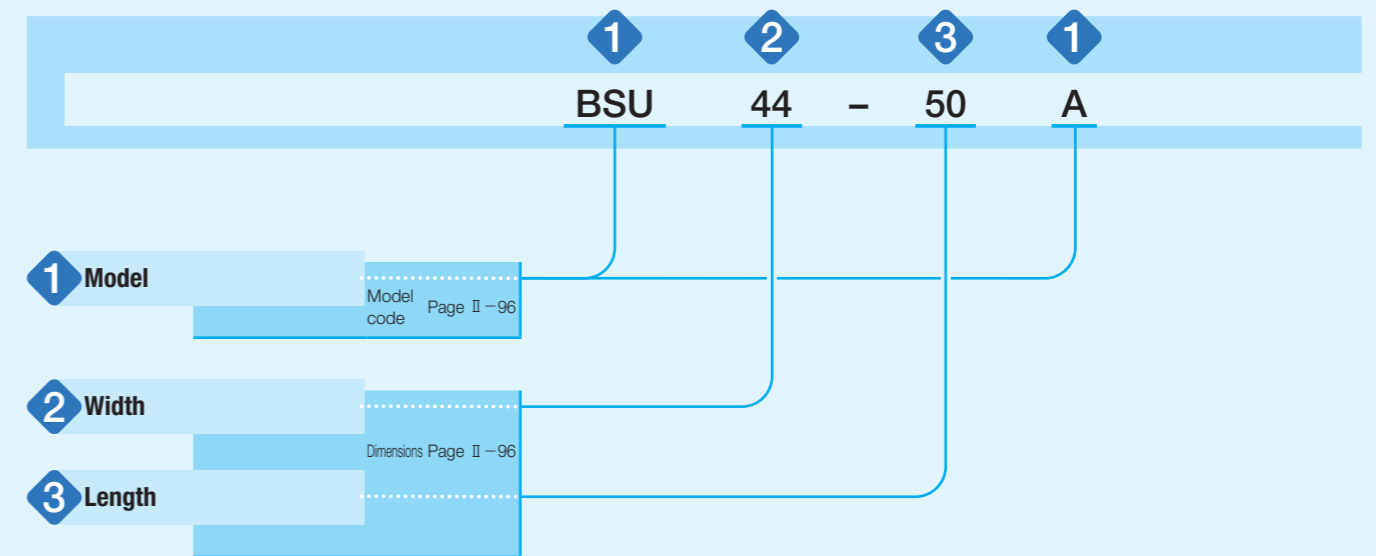 1 2 3 1
BSU 44 – 50 A
1 Model
Model code Page Ⅱ－96
2 Width
Dimensions Page Ⅱ－96
3 Length